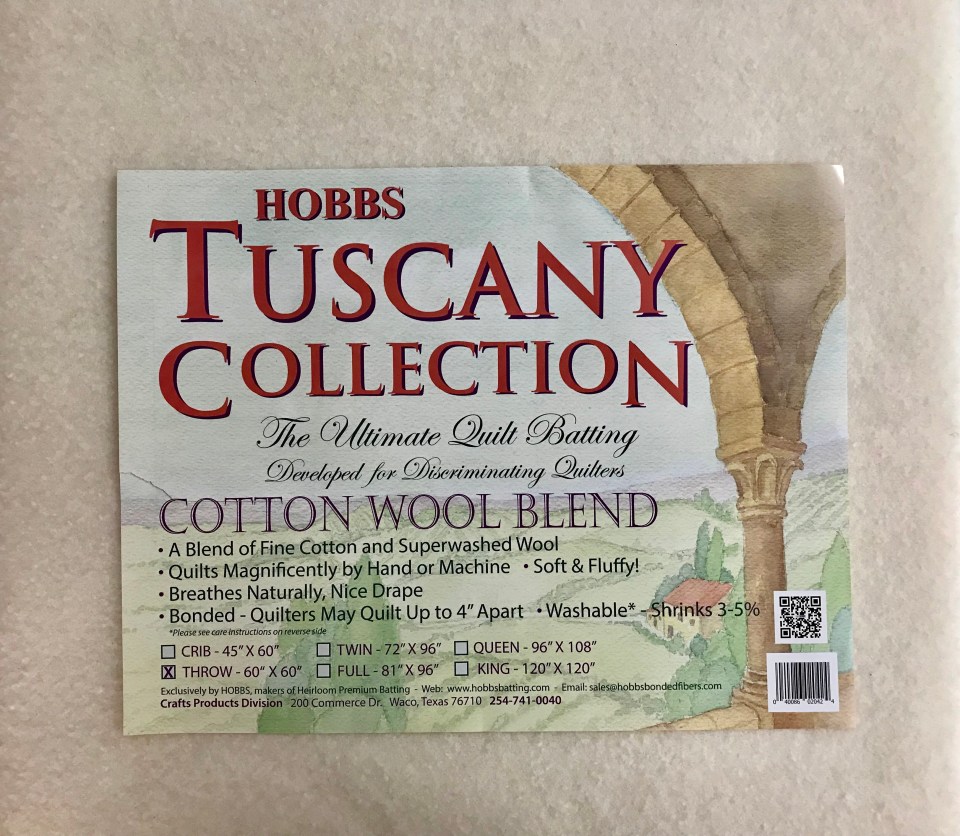 HOBBS
TUSCANY
COLLECTION
The Ultimate Quilt Batting
Developed for Discriminating Quilters
COTTON WOOL BLEND
• A Blend of Fine Cotton and Superwashed Wool
• Quilts Magnificently by Hand or Machine • Soft & Fluffy!
• Breathes Naturally, Nice Drape
• Bonded - Quilters May Quilt Up to 4" Apart • Washable* - Shrinks 3-5%
*Please see care instructions on reverse side
CRIB - 45" X 60" TWIN - 72" X 96" QUEEN - 96" X 108"
X THROW - 60" X 60" FULL - 81" X 96" KING - 120" X 120"
Exclusively by HOBBS, makers of Heirloom Premium Batting - Web: www.hobbsbatting.com - Email: sales@hobbsbondedfibers.com
Crafts Products Division 200 Commerce Dr. Waco, Texas 76710 254-741-0040
0 40086 02042 4